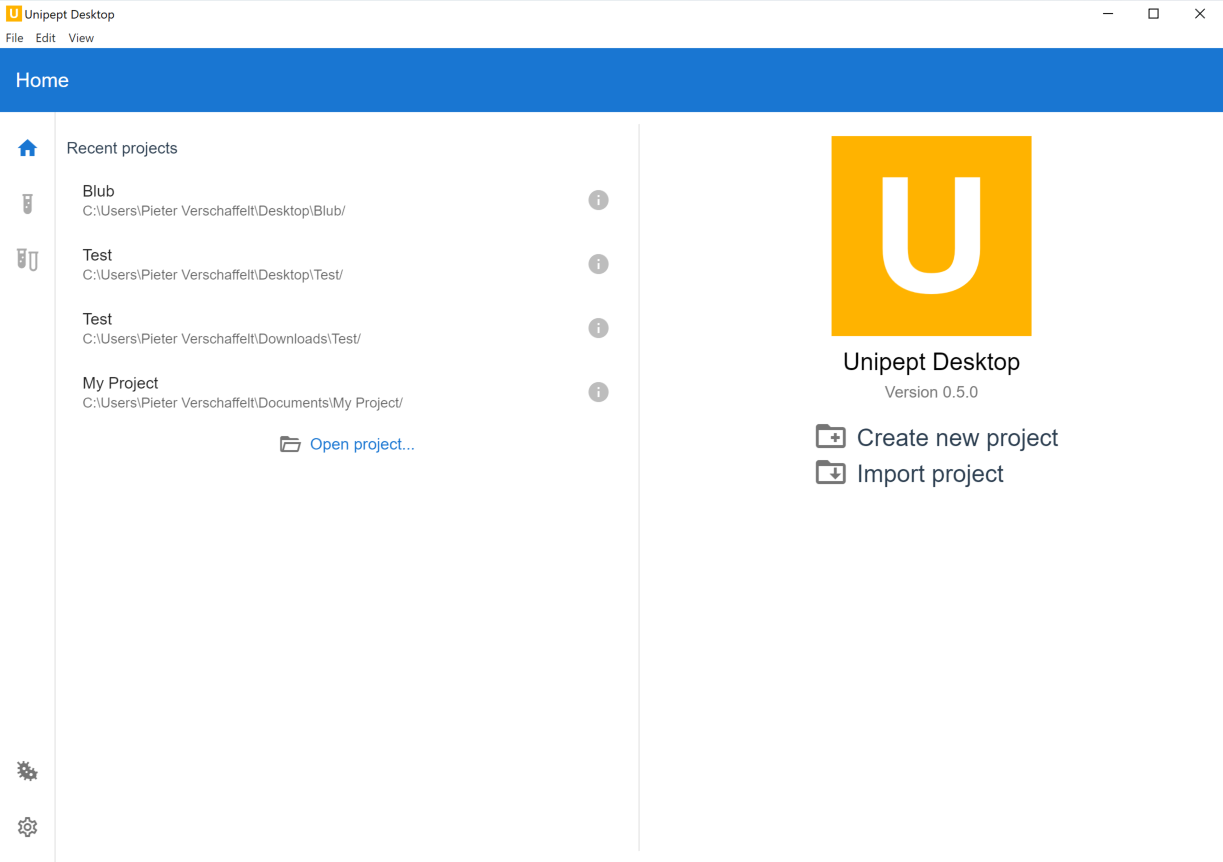 U Unipept Desktop
File Edit View
Home
Recent projects
Blub
C:\Users\Pieter Verschaffelt\Desktop\Blub/
Test
C:\Users\Pieter Verschaffelt\Desktop\Test/
Test
C:\Users\Pieter Verschaffelt\Downloads\Test/
My Project
C:\Users\Pieter Verschaffelt\Documents\My Project/
Open project...
U
Unipept Desktop
Version 0.5.0
Create new project
Import project